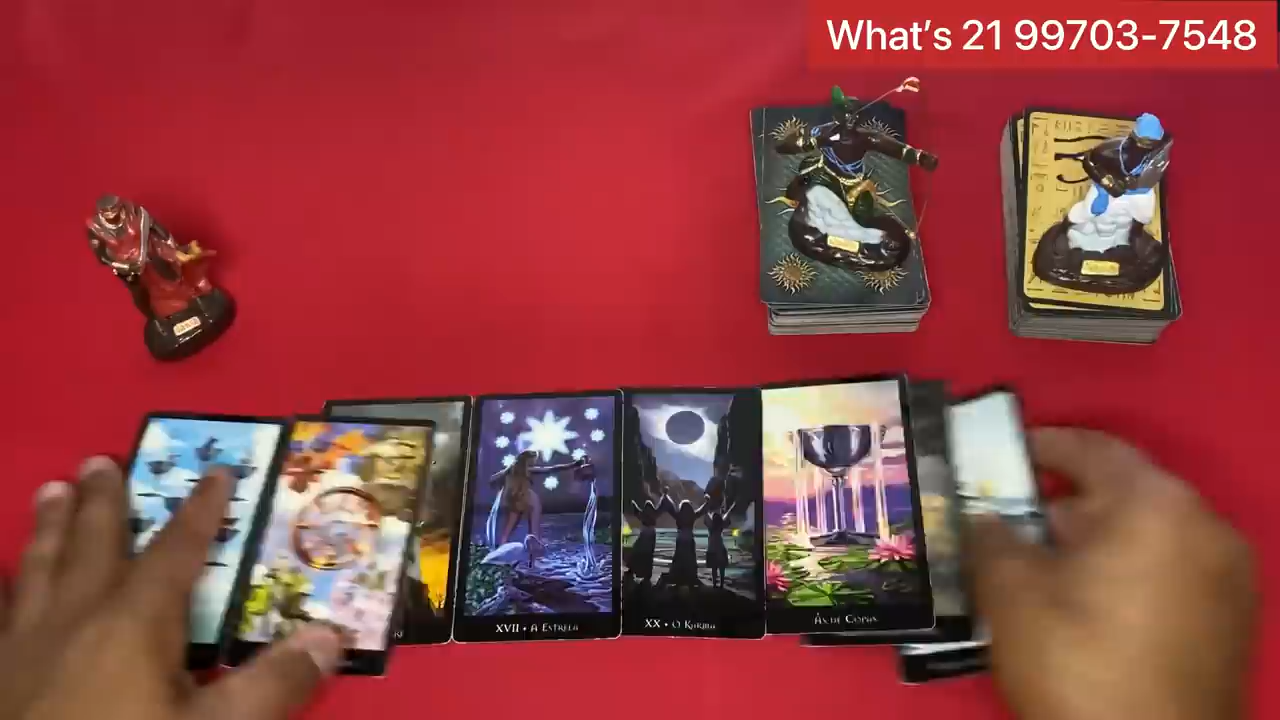 What's 21 99703-7548
XVII • A Estrela
XX • O Karma
Ás de Copas